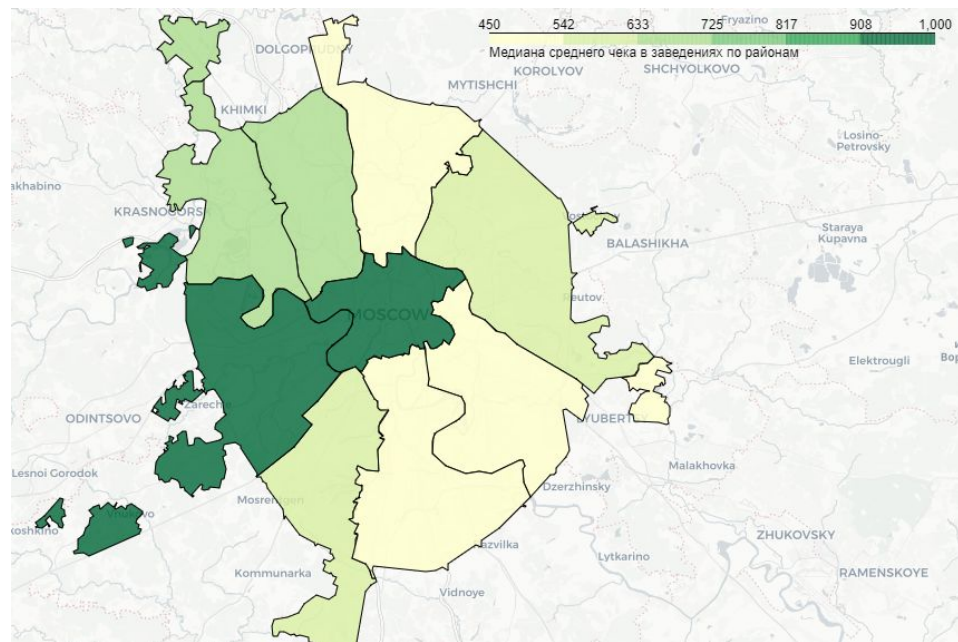 450 542 633 725 817 908 1,000
Медиана среднего чека в заведениях по районам
Fryazino
DOLGOPRUDNY
KOROLYOV
SHCHYOLKOVO
MYTISHCHI
KHIMKI
Losino-
Petrovsky
akhabino
KRASNOGORSK
Staraya
Kupavna
BALASHIKHA
Reutov
MOSCOW
Elektrougli
Zarechye
ODINTSOVO
LYUBERTSY
Malakhovka
Lesnoi Gorodok
Dzerzhinsky
Mosrentgen
Vnukovo
koshkino
ZHUKOVSKY
Razvilka
Lytkarino
Kommunarka
RAMENSKOYE
Vidnoye